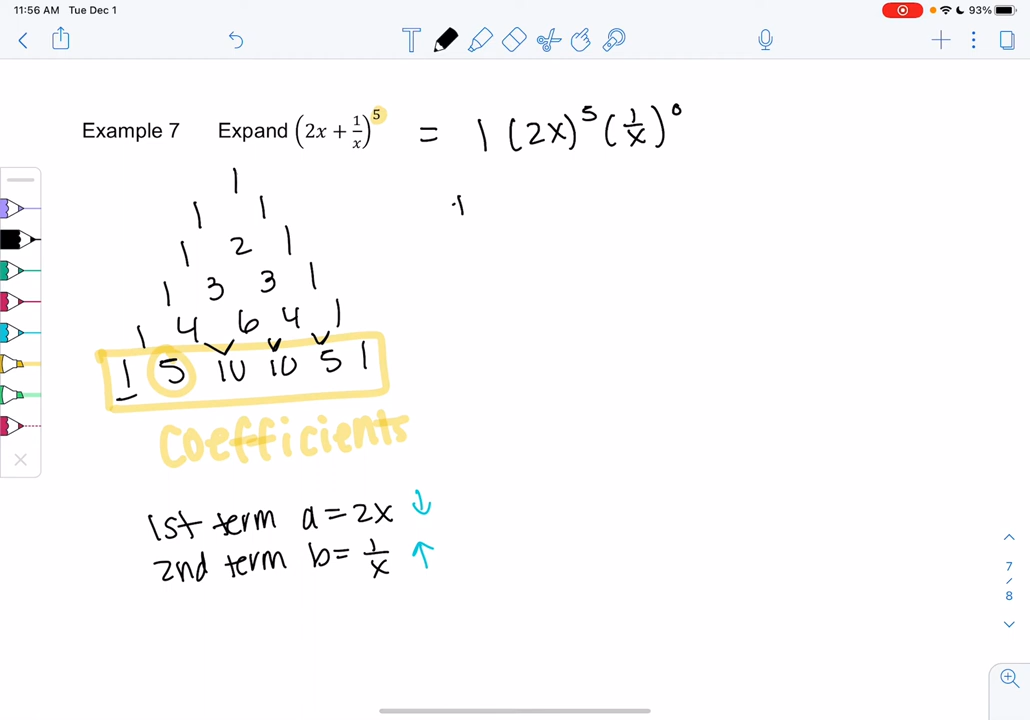 11:56 AM Tue Dec 1
93%
T
Example 7 Expand (2x + 1/x)^5 = 1 (2x)^5 (1/x)^0
1
1 1
1 2 1
1 3 3 1
1 4 6 4 1
1 5 10 10 5 1
Coefficients
1st term a = 2x ↓
2nd term b = 1/x ↑
7
/
8